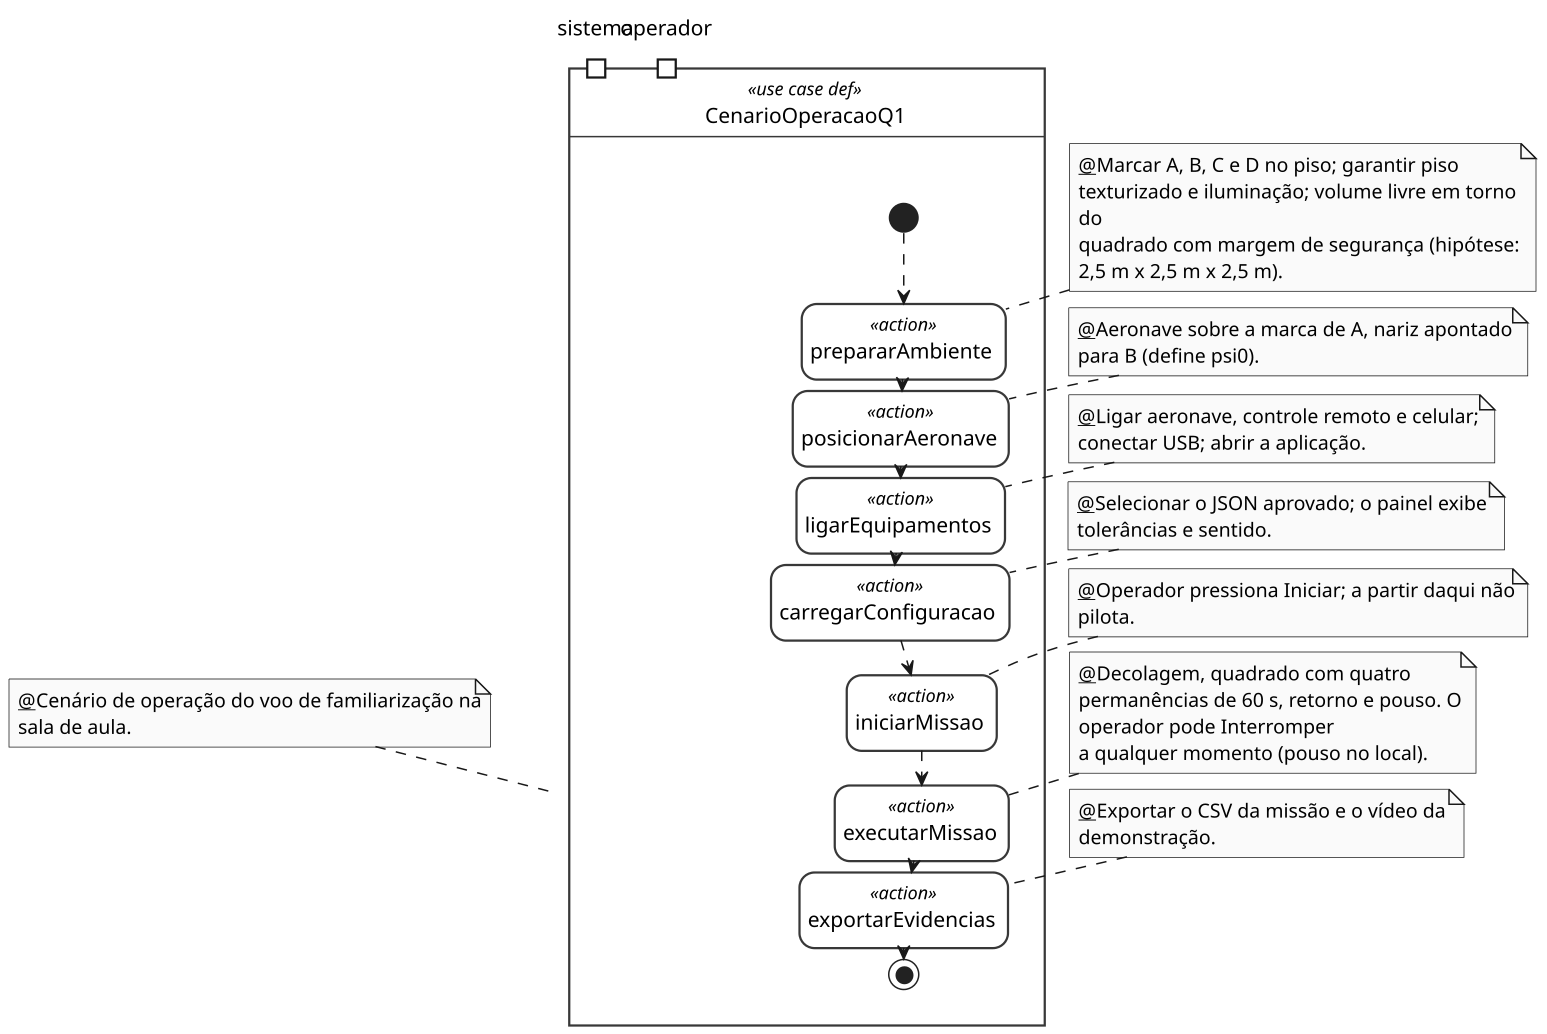 sistema operador
«use case def»
CenarioOperacaoQ1
@Marcar A, B, C e D no piso; garantir piso
texturizado e iluminação; volume livre em torno
do
quadrado com margem de segurança (hipótese:
2,5 m x 2,5 m x 2,5 m).
«action»
prepararAmbiente
@Aeronave sobre a marca de A, nariz apontado
para B (define psi0).
«action»
posicionarAeronave
@Ligar aeronave, controle remoto e celular;
conectar USB; abrir a aplicação.
«action»
ligarEquipamentos
@Selecionar o JSON aprovado; o painel exibe
tolerâncias e sentido.
«action»
carregarConfiguracao
@Operador pressiona Iniciar; a partir daqui não
pilota.
«action»
iniciarMissao
@Cenário de operação do voo de familiarização na
sala de aula.
@Decolagem, quadrado com quatro
permanências de 60 s, retorno e pouso. O
operador pode Interromper
a qualquer momento (pouso no local).
«action»
executarMissao
@Exportar o CSV da missão e o vídeo da
demonstração.
«action»
exportarEvidencias